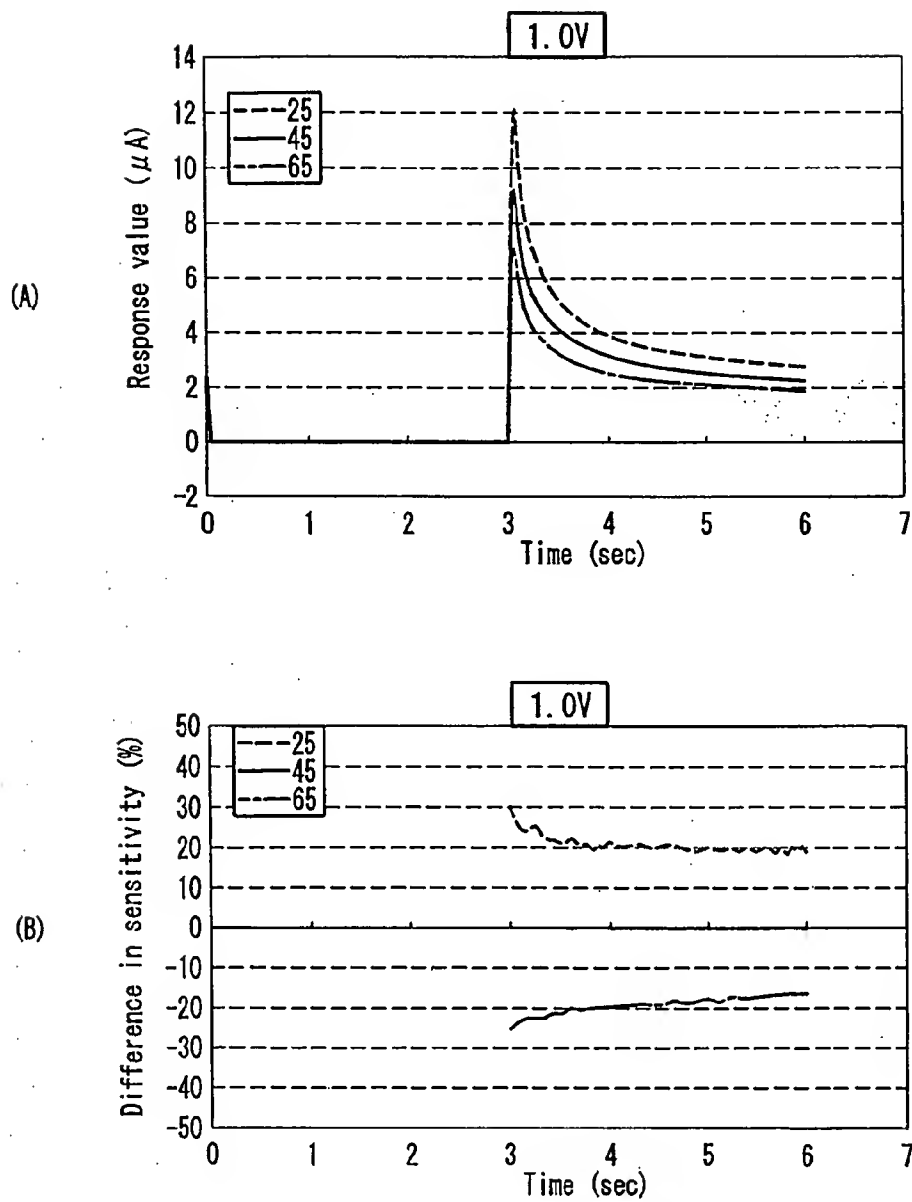 (A)
1.0V
Response value (μA)
14
12
10
8
6
4
2
0
-2
25
45
65
0 1 2 3 4 5 6 7
Time (sec)
(B)
1.0V
Difference in sensitivity (%)
50
40
30
20
10
0
-10
-20
-30
-40
-50
25
45
65
0 1 2 3 4 5 6 7
Time (sec)